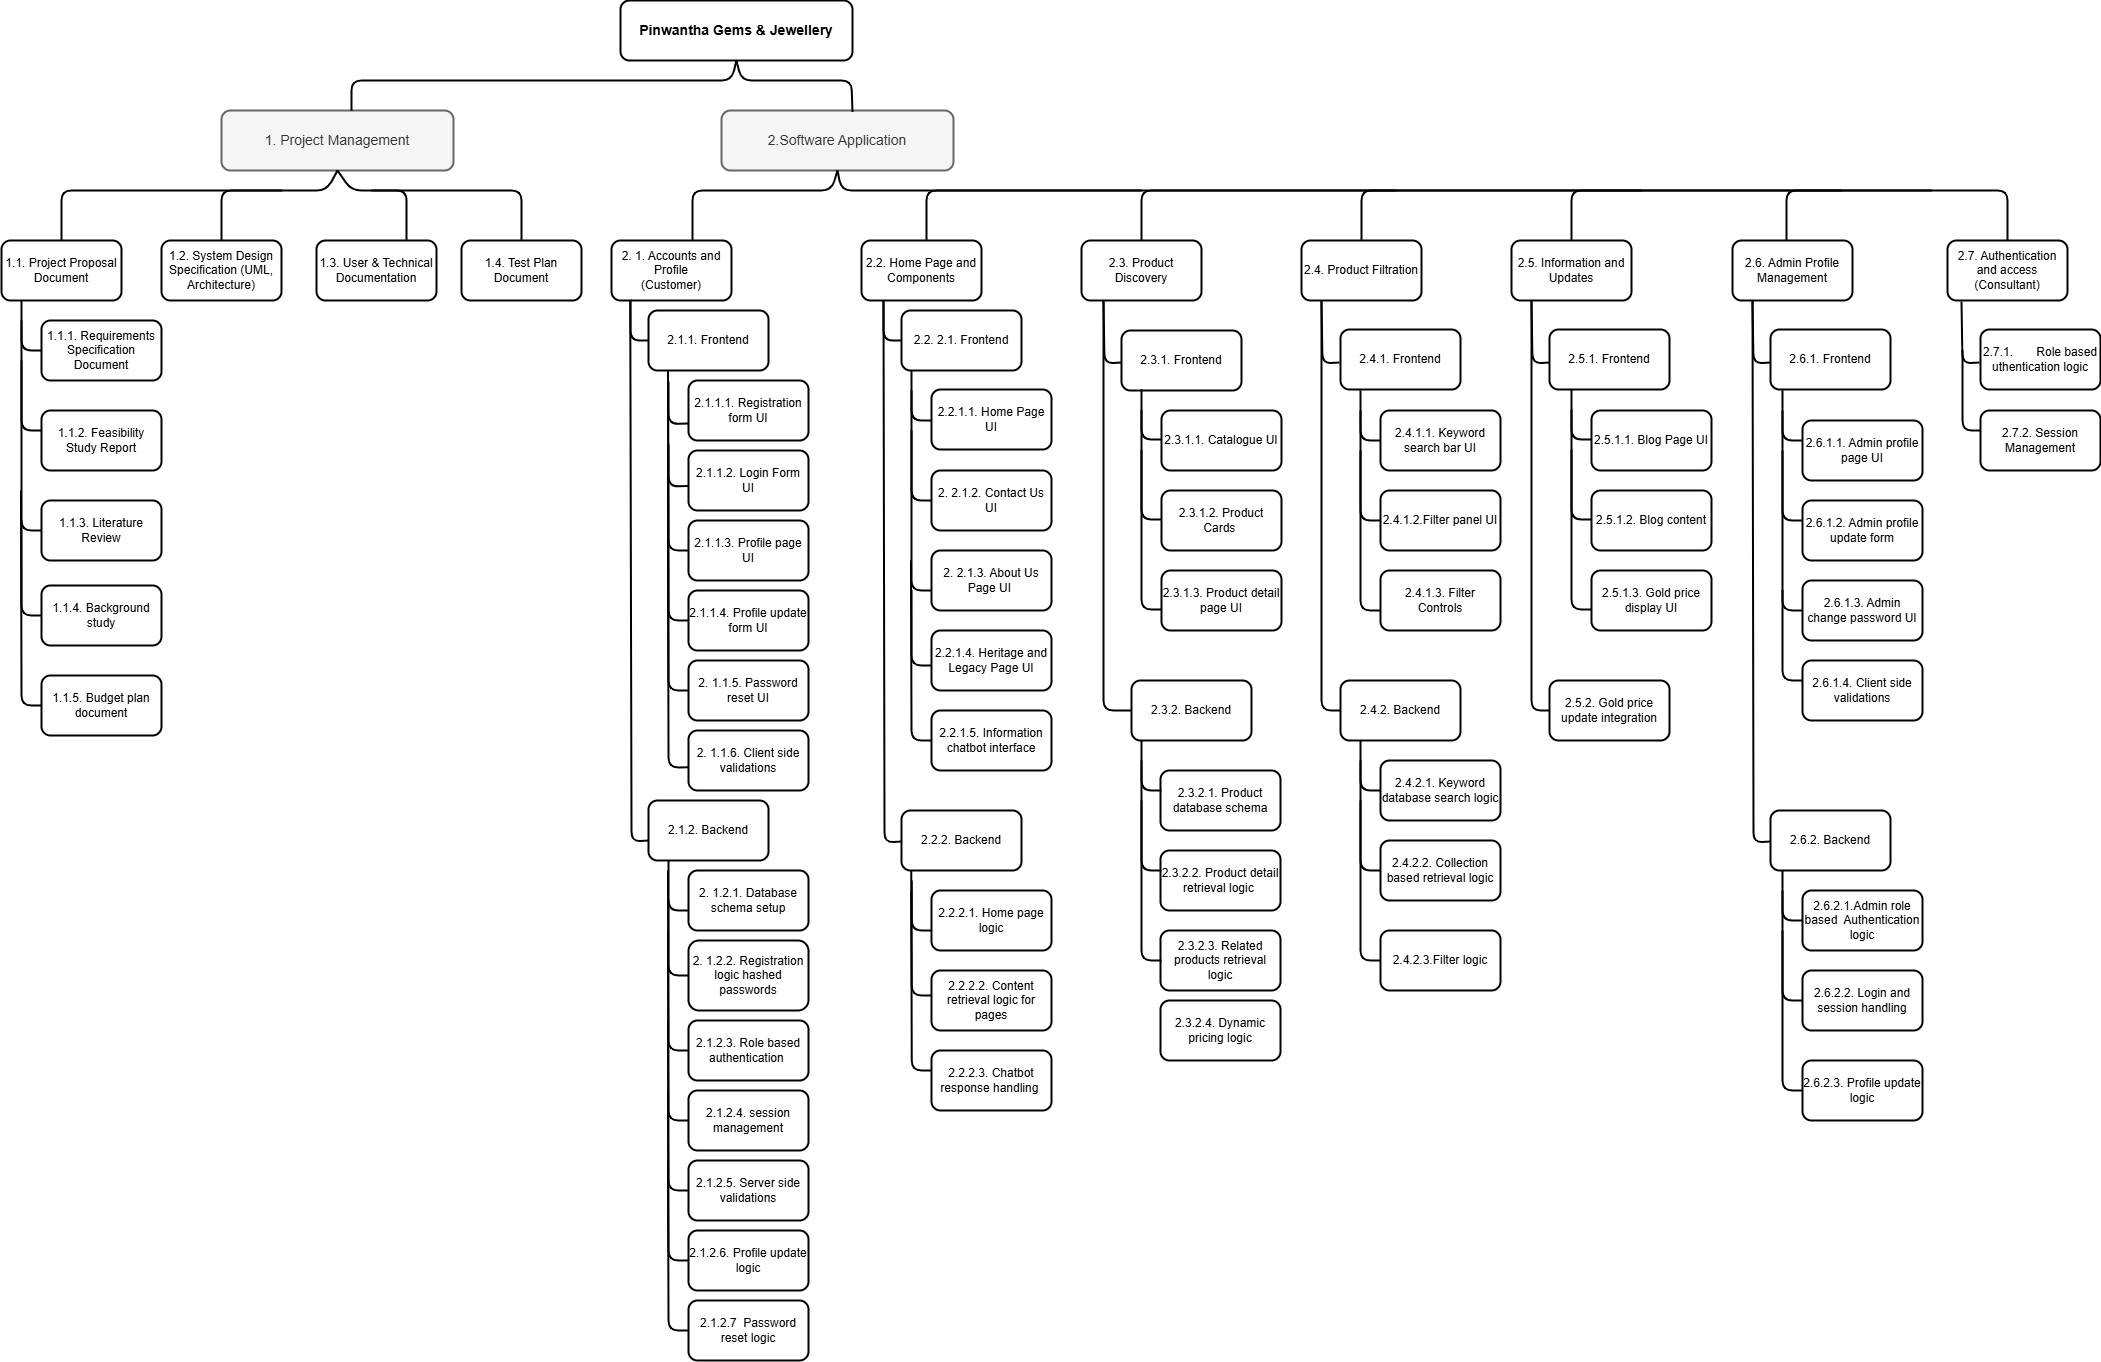 Pinwantha Gems & Jewellery
1. Project Management
2.Software Application
1.1. Project Proposal
Document
1.2. System Design
Specification (UML,
Architecture)
1.3. User & Technical
Documentation
1.4. Test Plan
Document
2. 1. Accounts and
Profile
(Customer)
2.2. Home Page and
Components
2.3. Product
Discovery
2.4. Product Filtration
2.5. Information and
Updates
2.6. Admin Profile
Management
2.7. Authentication
and access
(Consultant)
1.1.1. Requirements
Specification
Document
1.1.2. Feasibility
Study Report
1.1.3. Literature
Review
1.1.4. Background
study
1.1.5. Budget plan
document
2.1.1. Frontend
2.1.1.1. Registration
form UI
2.1.1.2. Login Form
UI
2.1.1.3. Profile page
UI
2.1.1.4. Profile update
form UI
2. 1.1.5. Password
reset UI
2. 1.1.6. Client side
validations
2.1.2. Backend
2. 1.2.1. Database
schema setup
2. 1.2.2. Registration
logic hashed
passwords
2.1.2.3. Role based
authentication
2.1.2.4. session
management
2.1.2.5. Server side
validations
2.1.2.6. Profile update
logic
2.1.2.7  Password
reset logic
2.2. 2.1. Frontend
2.2.1.1. Home Page
UI
2. 2.1.2. Contact Us
UI
2. 2.1.3. About Us
Page UI
2.2.1.4. Heritage and
Legacy Page UI
2.2.1.5. Information
chatbot interface
2.2.2. Backend
2.2.2.1. Home page
logic
2.2.2.2. Content
retrieval logic for
pages
2.2.2.3. Chatbot
response handling
2.3.1. Frontend
2.3.1.1. Catalogue UI
2.3.1.2. Product
Cards
2.3.1.3. Product detail
page UI
2.3.2. Backend
2.3.2.1. Product
database schema
2.3.2.2. Product detail
retrieval logic
2.3.2.3. Related
products retrieval
logic
2.3.2.4. Dynamic
pricing logic
2.4.1. Frontend
2.4.1.1. Keyword
search bar UI
2.4.1.2.Filter panel UI
2.4.1.3. Filter
Controls
2.4.2. Backend
2.4.2.1. Keyword
database search logic
2.4.2.2. Collection
based retrieval logic
2.4.2.3.Filter logic
2.5.1. Frontend
2.5.1.1. Blog Page UI
2.5.1.2. Blog content
2.5.1.3. Gold price
display UI
2.5.2. Gold price
update integration
2.6.1. Frontend
2.6.1.1. Admin profile
page UI
2.6.1.2. Admin profile
update form
2.6.1.3. Admin
change password UI
2.6.1.4. Client side
validations
2.6.2. Backend
2.6.2.1.Admin role
based  Authentication
logic
2.6.2.2. Login and
session handling
2.6.2.3. Profile update
logic
2.7.1.       Role based
uthentication logic
2.7.2. Session
Management